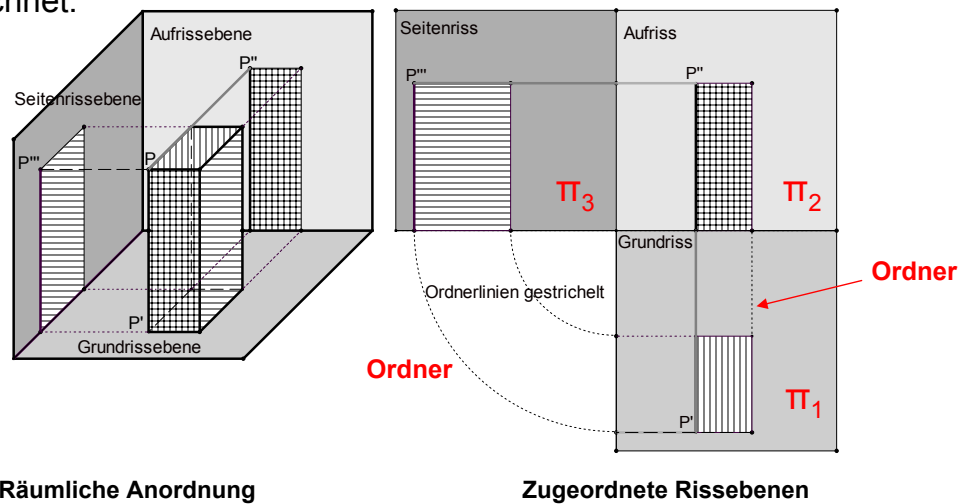 chnet:
Aufrissebene
P''
Seitenrissebene
P'''
P
P'
Grundrissebene
Räumliche Anordnung
Seitenriss
Aufriss
P'''
P''
π3
π2
Grundriss
Ordner
Ordnerlinien gestrichelt
Ordner
π1
P'
Zugeordnete Rissebenen